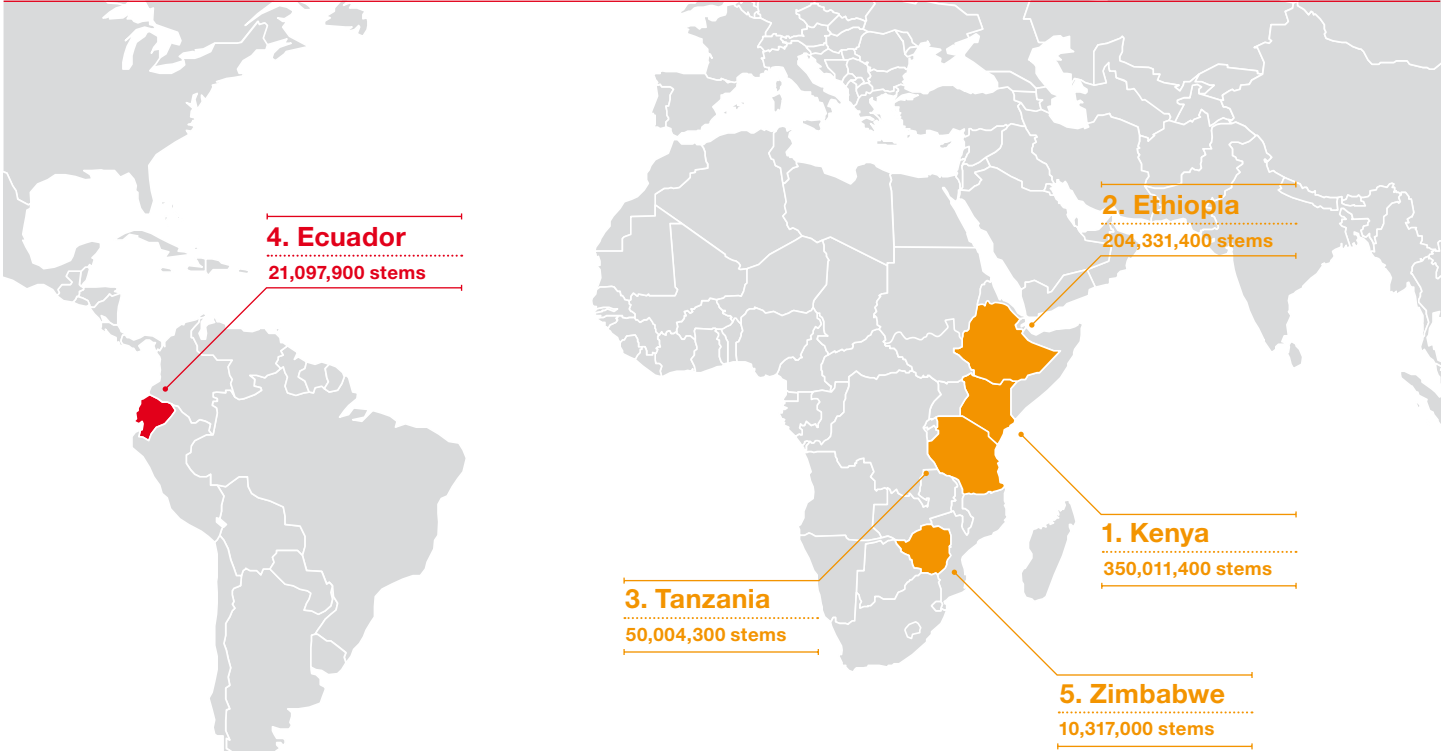 2. Ethiopia
204,331,400 stems
4. Ecuador
21,097,900 stems
1. Kenya
350,011,400 stems
3. Tanzania
50,004,300 stems
5. Zimbabwe
10,317,000 stems